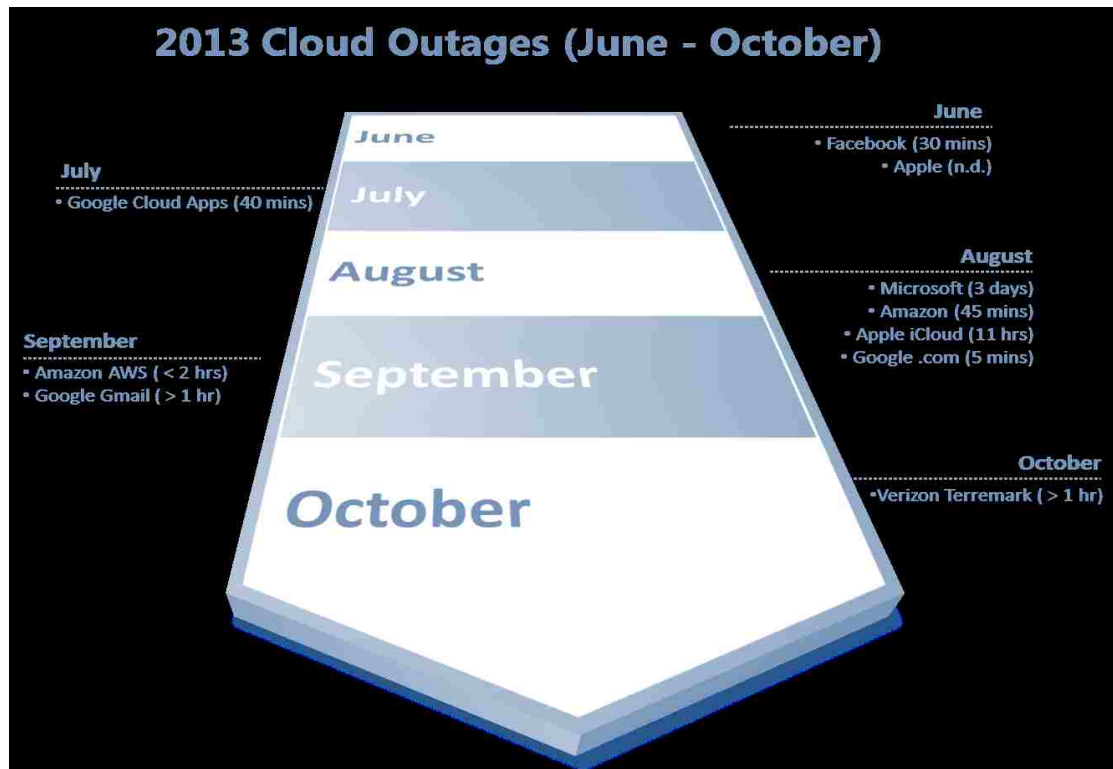 2013 Cloud Outages (June - October)
June
• Facebook (30 mins)
• Apple (n.d.)
July
• Google Cloud Apps (40 mins)
August
• Microsoft (3 days)
• Amazon (45 mins)
• Apple iCloud (11 hrs)
• Google .com (5 mins)
September
• Amazon AWS ( < 2 hrs)
• Google Gmail ( > 1 hr)
October
•Verizon Terremark ( > 1 hr)
June
July
August
September
October